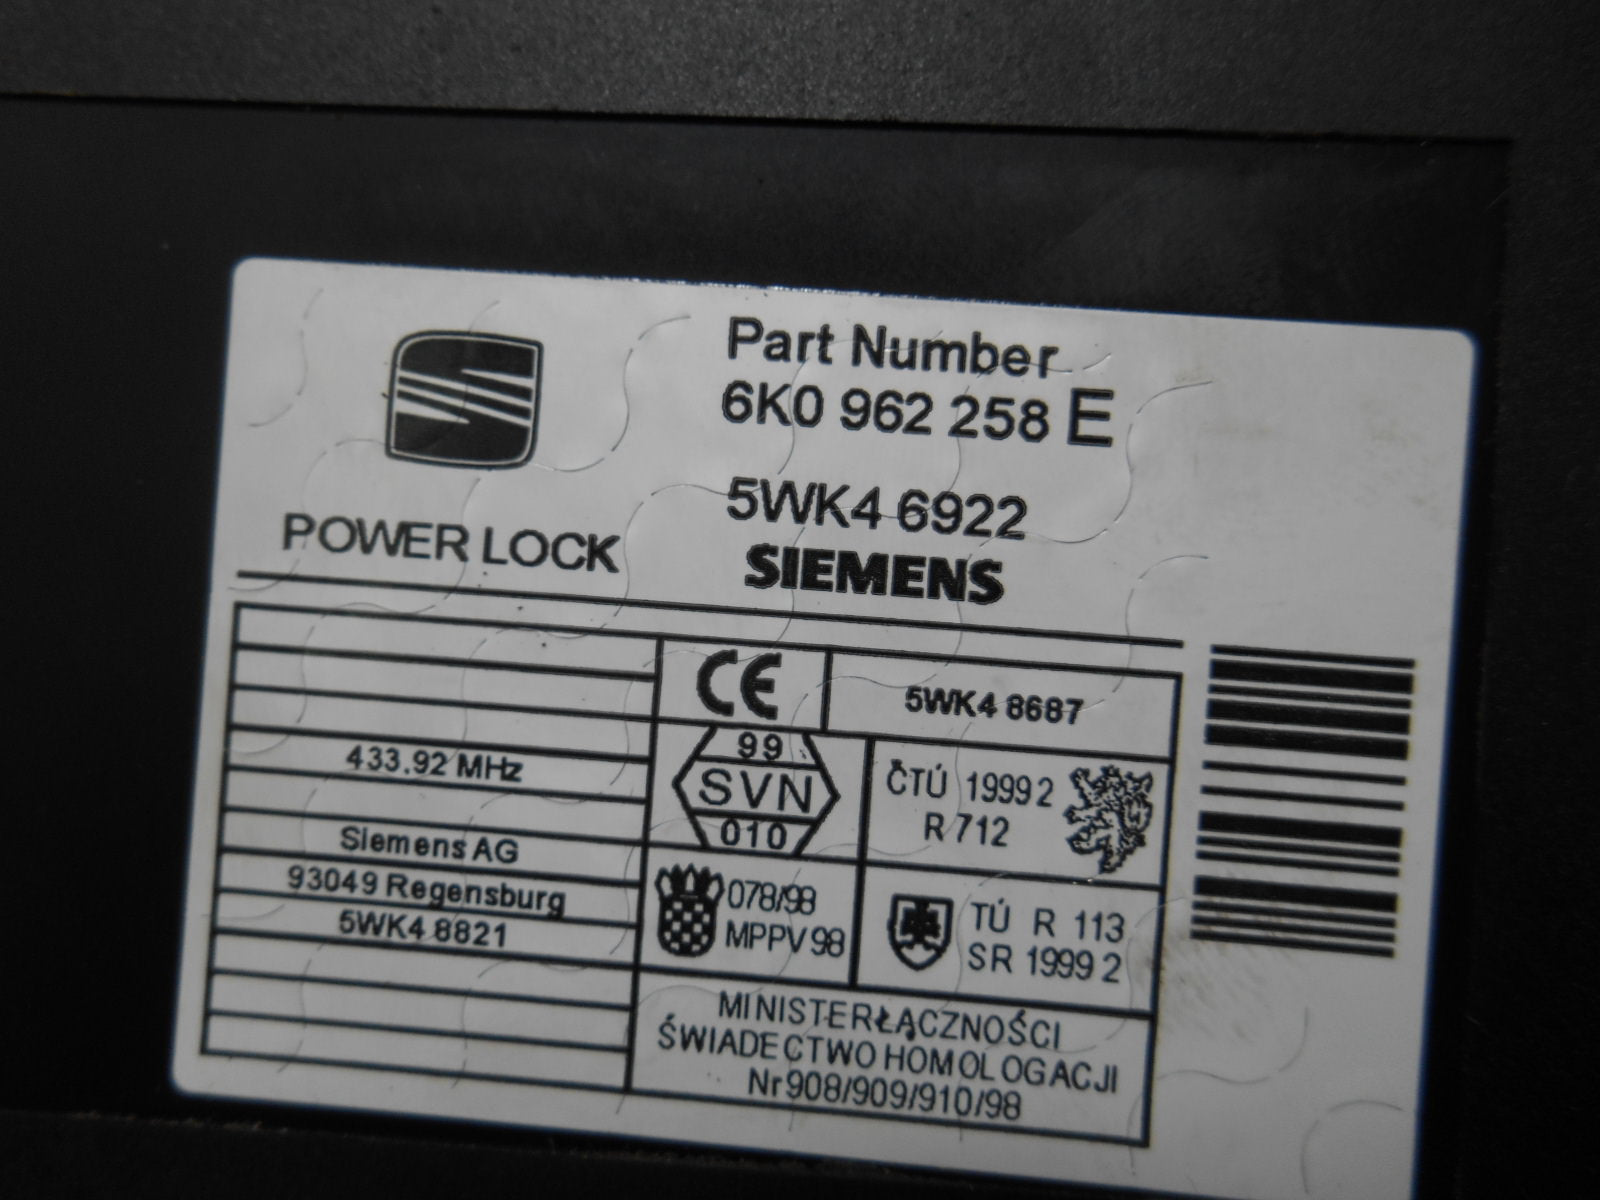 Part Number
6K0 962 258 E
5WK4 6922
SIEMENS
POWER LOCK
433.92 MHz
Siemens AG
93049 Regensburg
5WK4 8821
CE
5WK4 8687
99
SVN
010
ČTÚ 1999 2
R 712
078/98
MPPV 98
TÚ R 113
SR 1999 2
MINISTER ŁĄCZNOŚCI
ŚWIADECTWO HOMOLOGACJI
Nr 908/909/910/98